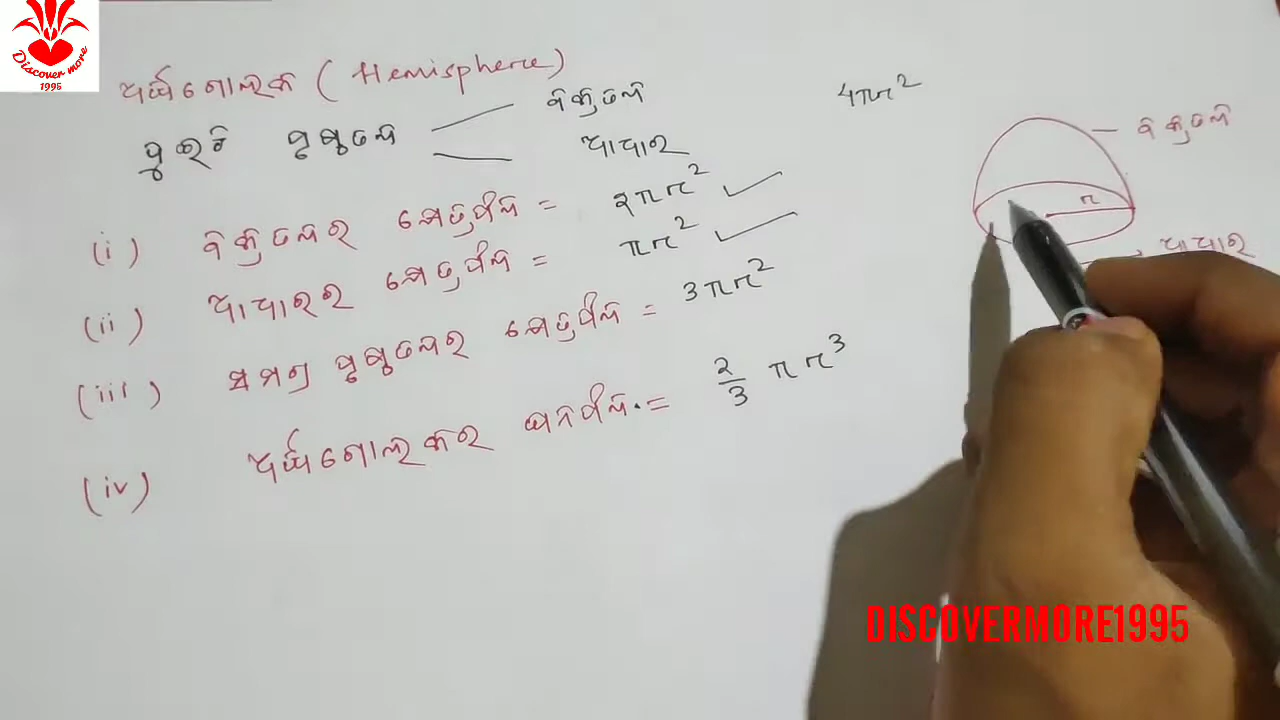 Discover more
1995
ଅର୍ଦ୍ଧଗୋଲକ ( Hemisphere )
4πr²
ଦୁଇଟି ପୃଷ୍ଠତଳ
ବକ୍ରତଳ
ଆଧାର
ବକ୍ରତଳ
r
ଆଧାର
(i) ବକ୍ରତଳର କ୍ଷେତ୍ରଫଳ = 2πr²
(ii) ଆଧାରର କ୍ଷେତ୍ରଫଳ = πr²
(iii) ସମଗ୍ର ପୃଷ୍ଠତଳର କ୍ଷେତ୍ରଫଳ = 3πr²
(iv) ଅର୍ଦ୍ଧଗୋଲକର ଘନଫଳ. = 2/3 πr³
DISCOVERMORE1995